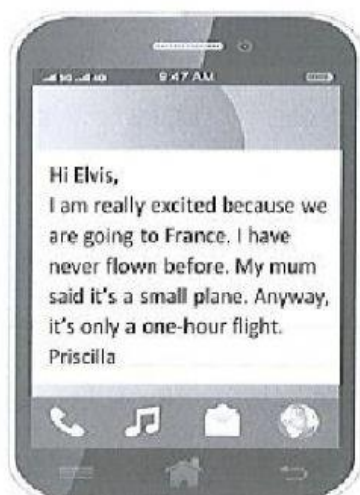 9:47 AM
Hi Elvis,
I am really excited because we
are going to France. I have
never flown before. My mum
said it's a small plane. Anyway,
it's only a one-hour flight.
Priscilla